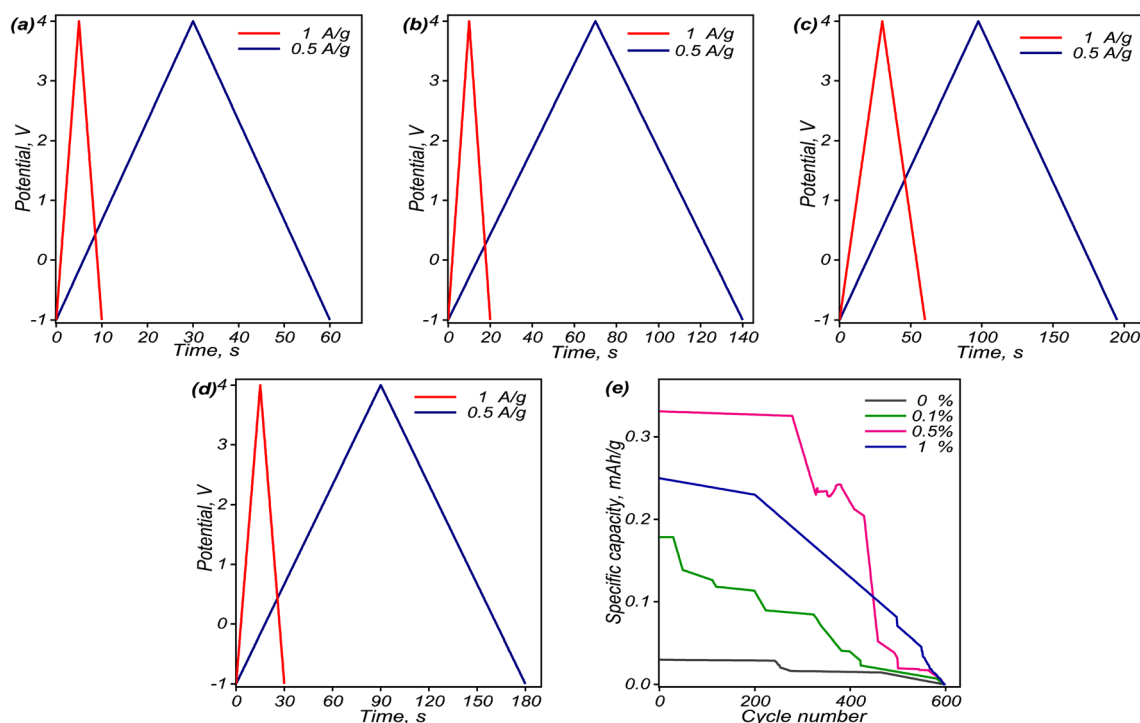 (a)
1 A/g
0.5 A/g
4
4
2
1
0
-1
Potential, V
0 10 20 30 40 50 60
Time, s
(b)
1 A/g
0.5 A/g
4
4
2
1
0
-1
Potential, V
0 20 40 60 80 100 120 140
Time, s
(c)
1 A/g
0.5 A/g
4
4
2
1
0
-1
Potential, V
0 50 100 150 200
Time, s
(d)
1 A/g
0.5 A/g
4
4
2
1
0
-1
Potential, V
0 30 60 90 120 150 180
Time, s
(e)
0 %
0.1%
0.5%
1 %
0.3
0.2
0.1
0.0
Specific capacity, mAh/g
0 200 400 600
Cycle number